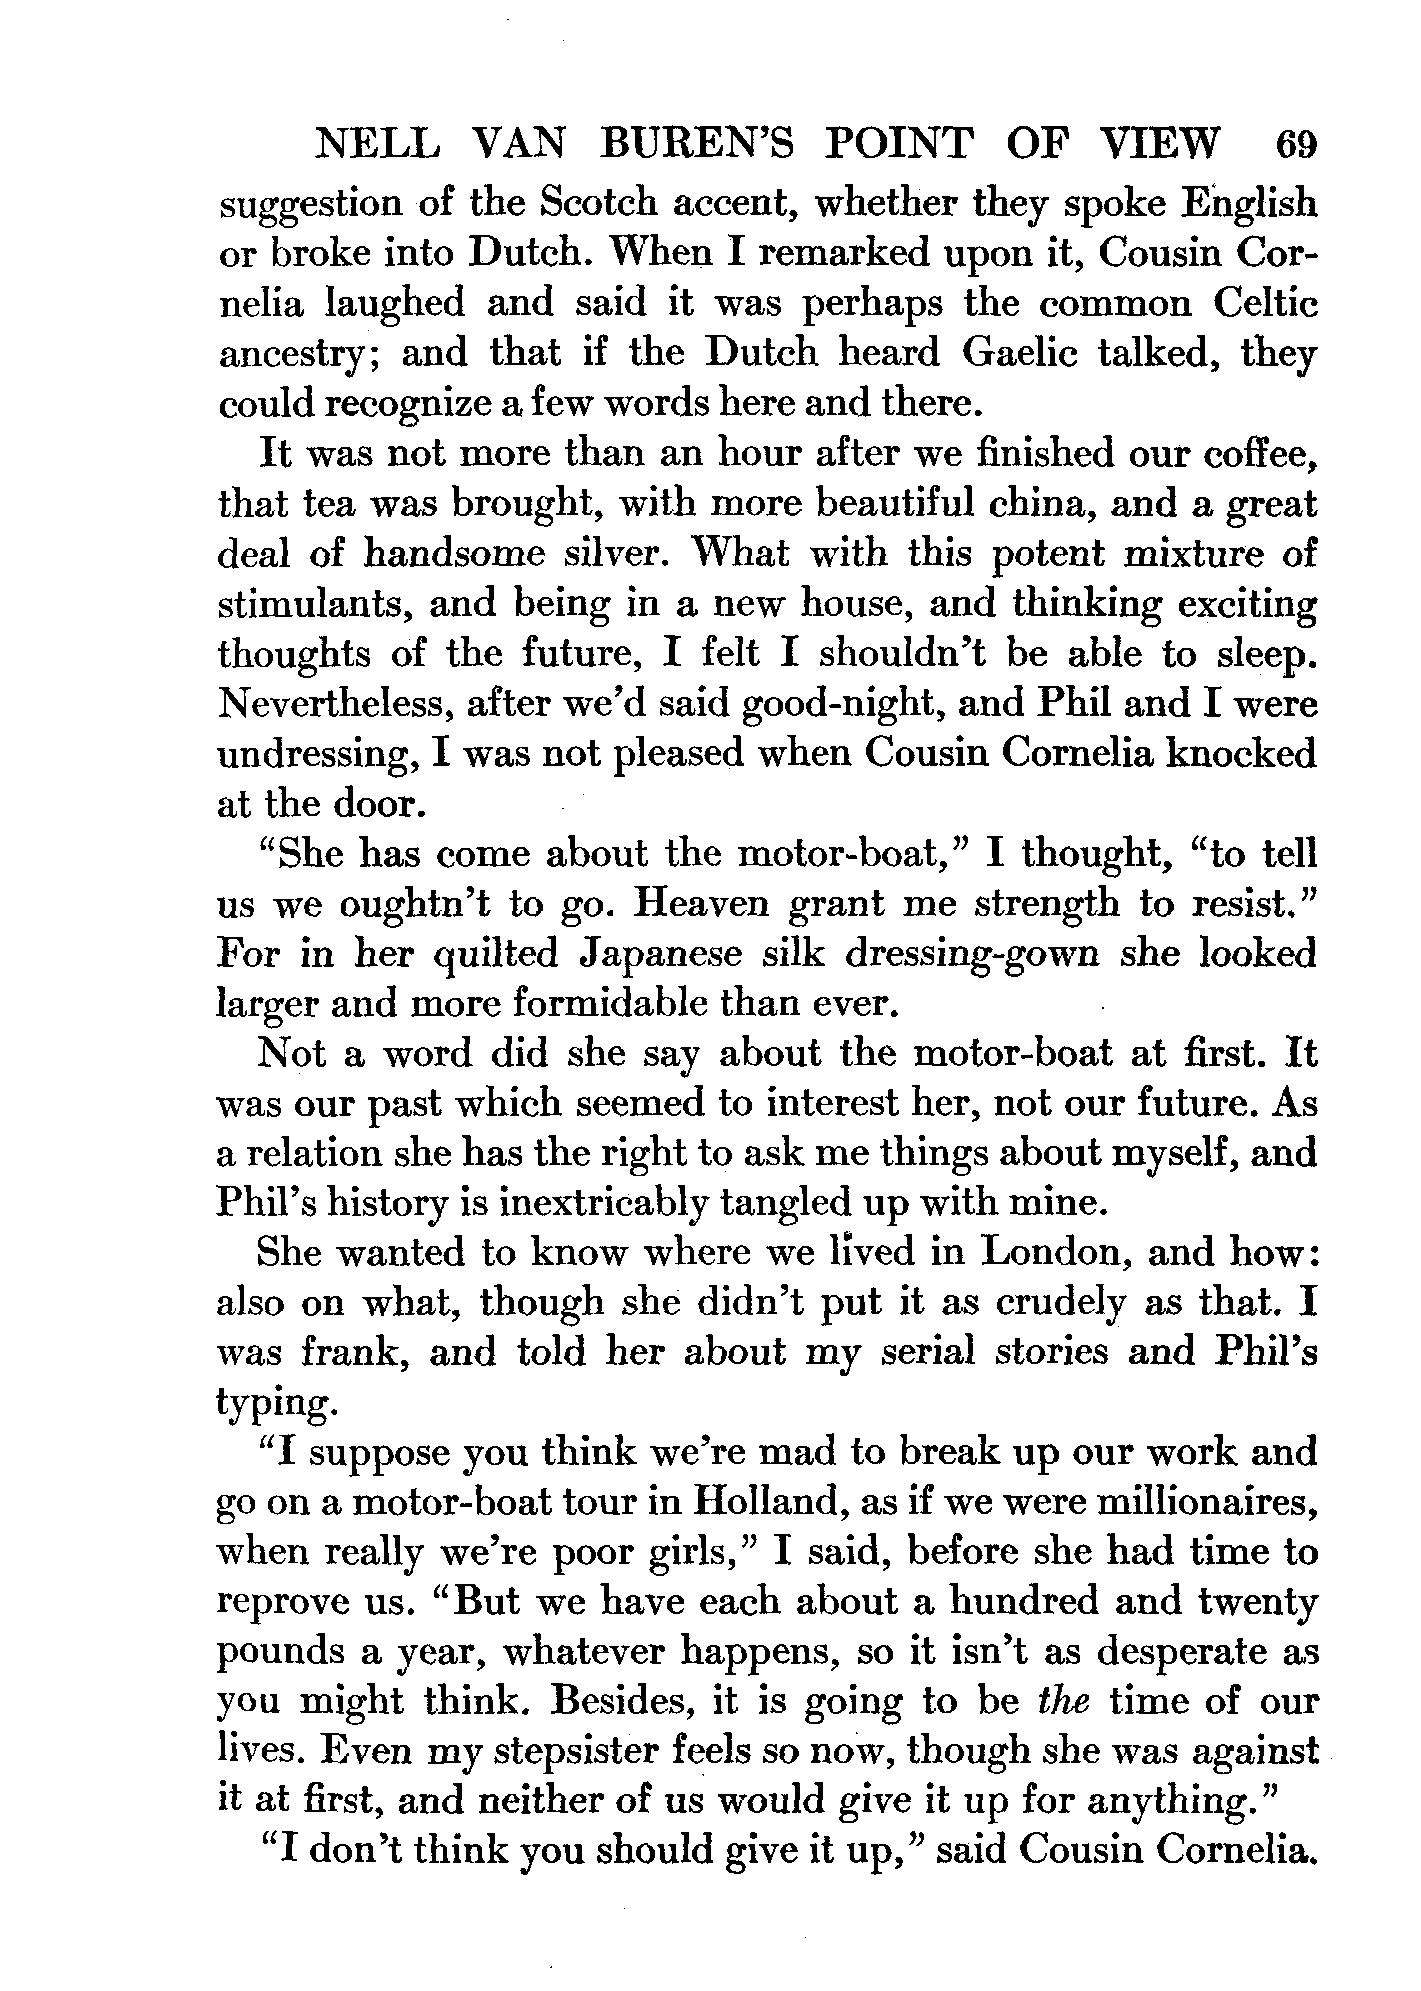 NELL VAN BUREN'S POINT OF VIEW 69
suggestion of the Scotch accent, whether they spoke English
or broke into Dutch. When I remarked upon it, Cousin Cor-
nelia laughed and said it was perhaps the common Celtic
ancestry; and that if the Dutch heard Gaelic talked, they
could recognize a few words here and there.
It was not more than an hour after we finished our coffee,
that tea was brought, with more beautiful china, and a great
deal of handsome silver. What with this potent mixture of
stimulants, and being in a new house, and thinking exciting
thoughts of the future, I felt I shouldn't be able to sleep.
Nevertheless, after we'd said good-night, and Phil and I were
undressing, I was not pleased when Cousin Cornelia knocked
at the door.
"She has come about the motor-boat," I thought, "to tell
us we oughtn't to go. Heaven grant me strength to resist."
For in her quilted Japanese silk dressing-gown she looked
larger and more formidable than ever.
Not a word did she say about the motor-boat at first. It
was our past which seemed to interest her, not our future. As
a relation she has the right to ask me things about myself, and
Phil's history is inextricably tangled up with mine.
She wanted to know where we lived in London, and how:
also on what, though she didn't put it as crudely as that. I
was frank, and told her about my serial stories and Phil's
typing.
"I suppose you think we're mad to break up our work and
go on a motor-boat tour in Holland, as if we were millionaires,
when really we're poor girls," I said, before she had time to
reprove us. "But we have each about a hundred and twenty
pounds a year, whatever happens, so it isn't as desperate as
you might think. Besides, it is going to be the time of our
lives. Even my stepsister feels so now, though she was against
it at first, and neither of us would give it up for anything."
"I don't think you should give it up," said Cousin Cornelia.